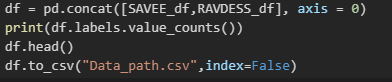 df = pd.concat([SAVEE_df,RAVDESS_df], axis = 0)
print(df.labels.value_counts())
df.head()
df.to_csv("Data_path.csv",index=False)